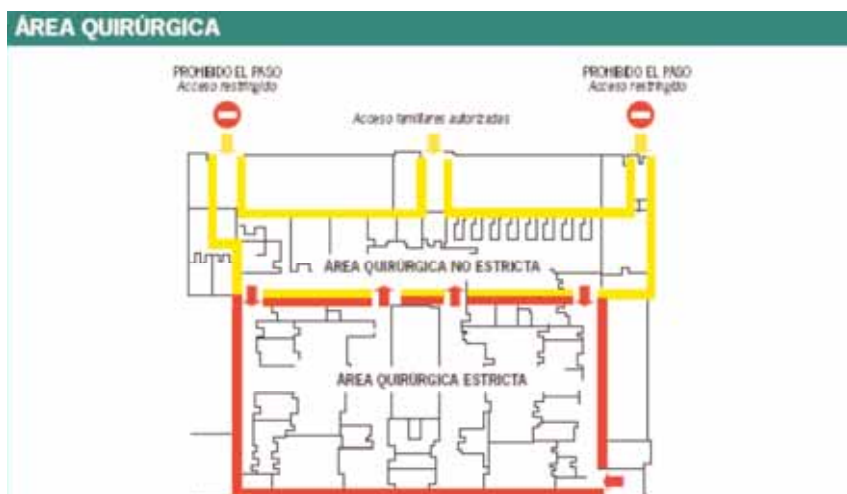 ÁREA QUIRÚRGICA
PROHIBIDO EL PASO
Acceso restringido
PROHIBIDO EL PASO
Acceso restringido
Acceso familiares autorizadas
ÁREA QUIRÚRGICA NO ESTRICTA
ÁREA QUIRÚRGICA ESTRICTA